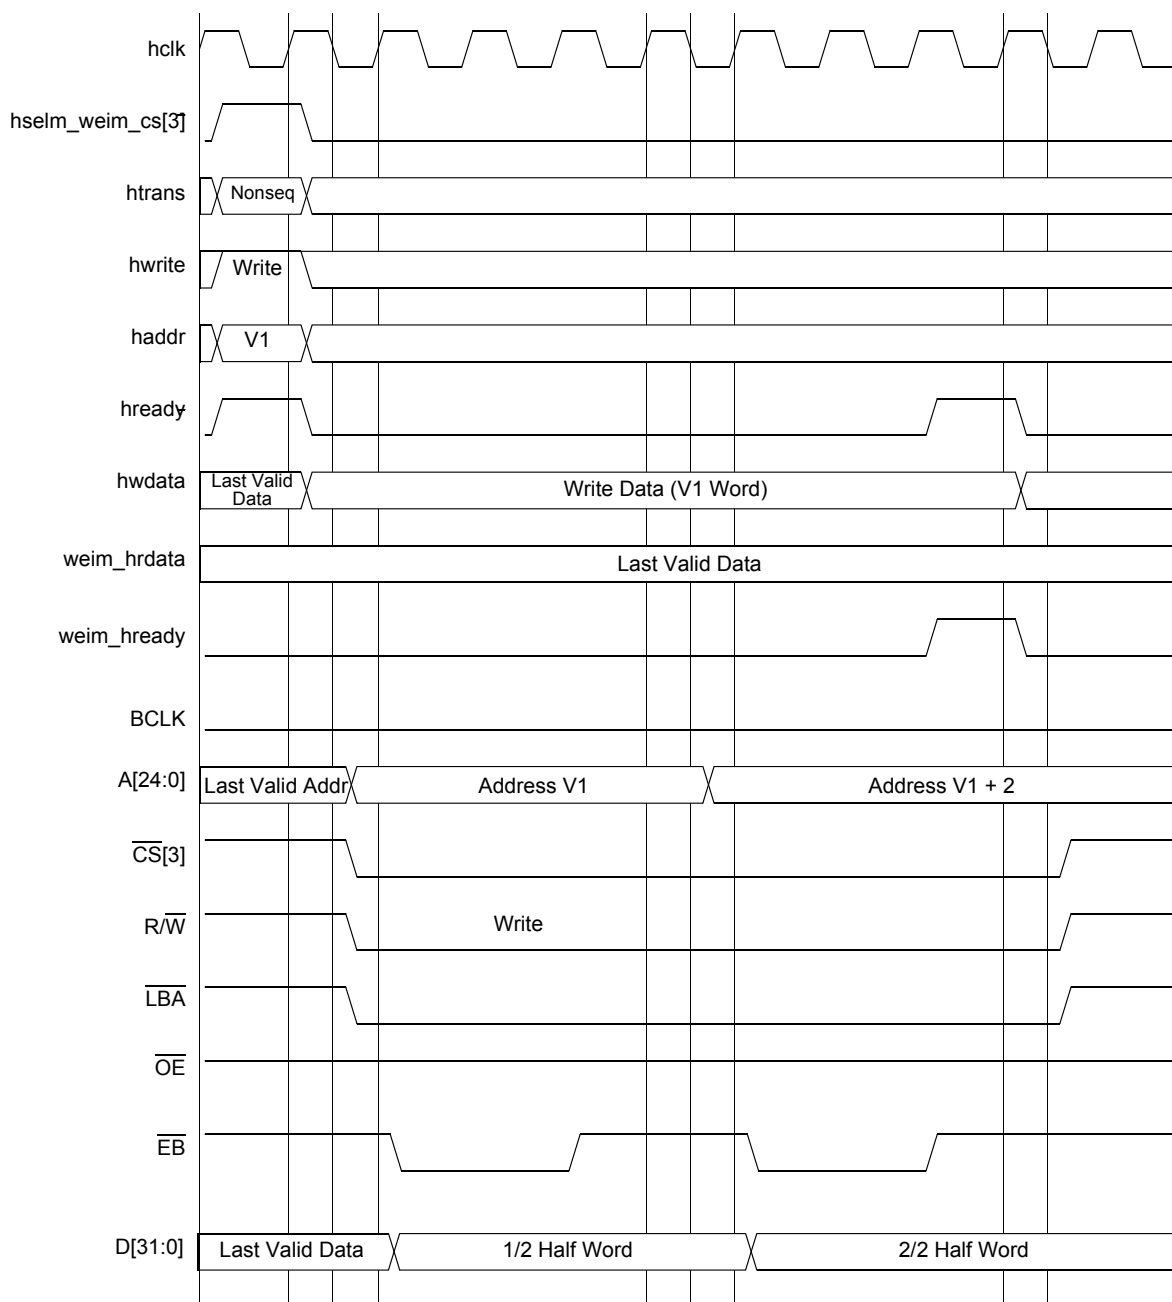 hclk
hselm_weim_cs[3]
htrans
Nonseq
hwrite
Write
haddr
V1
hready
hwdata
Last Valid
Data
Write Data (V1 Word)
weim_hrdata
Last Valid Data
weim_hready
BCLK
A[24:0]
Last Valid Addr
Address V1
Address V1 + 2
CS[3]
R/W
Write
LBA
OE
EB
D[31:0]
Last Valid Data
1/2 Half Word
2/2 Half Word